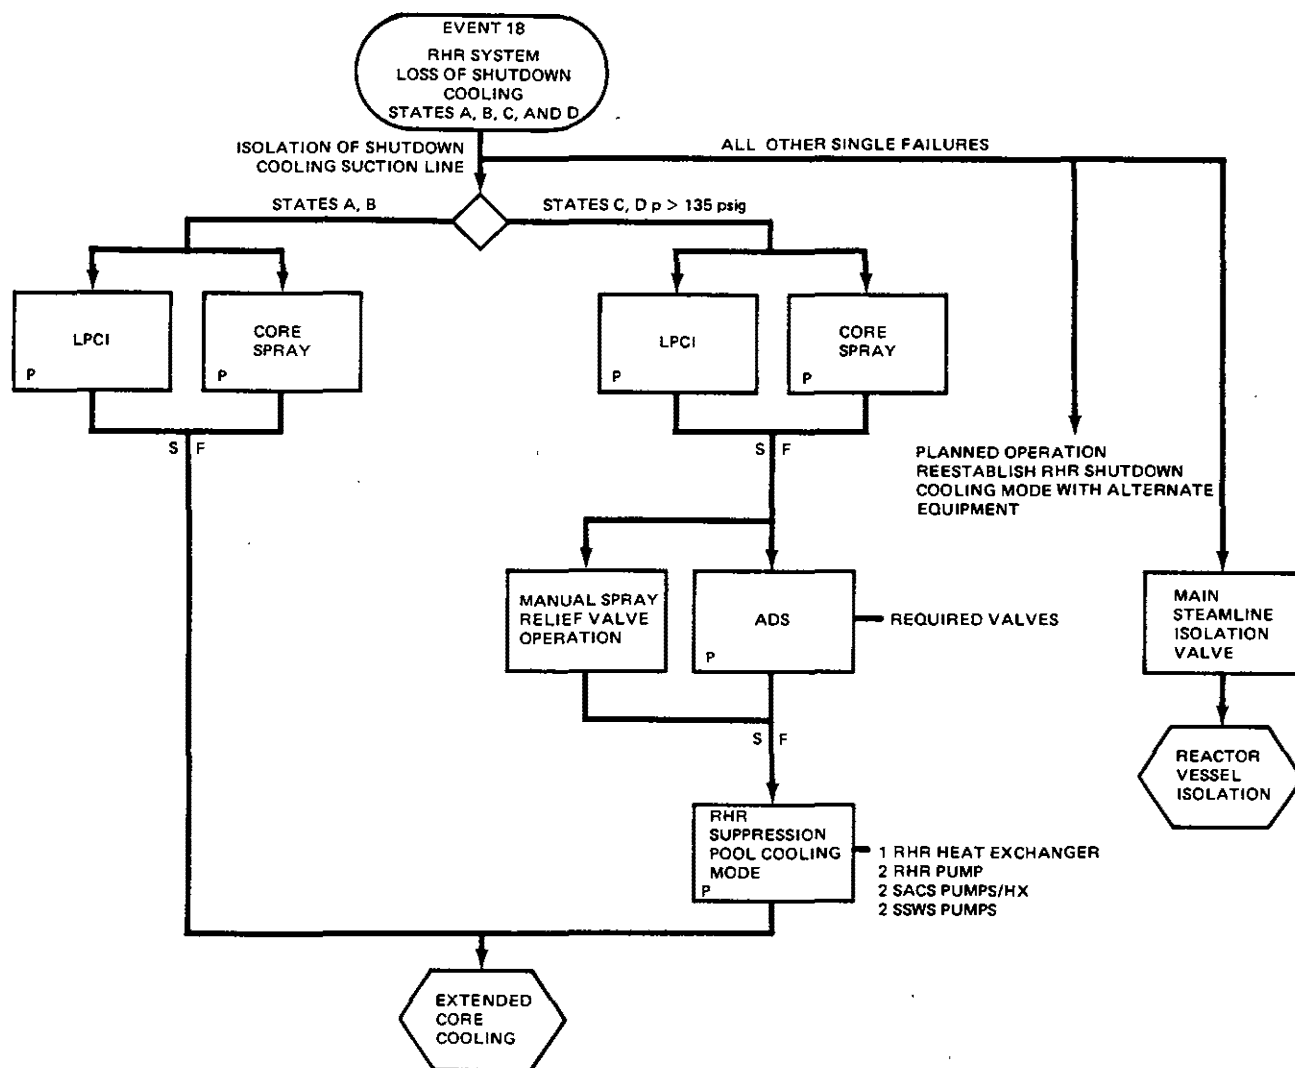 EVENT 18
RHR SYSTEM
LOSS OF SHUTDOWN
COOLING
STATES A, B, C, AND D
ISOLATION OF SHUTDOWN
COOLING SUCTION LINE
ALL OTHER SINGLE FAILURES
STATES A, B
STATES C, D p > 135 psig
LPCI
P
CORE
SPRAY
P
LPCI
P
CORE
SPRAY
P
S F
S F
PLANNED OPERATION
REESTABLISH RHR SHUTDOWN
COOLING MODE WITH ALTERNATE
EQUIPMENT
MANUAL SPRAY
RELIEF VALVE
OPERATION
ADS
P
REQUIRED VALVES
MAIN
STEAMLINE
ISOLATION
VALVE
S F
REACTOR
VESSEL
ISOLATION
RHR
SUPPRESSION
POOL COOLING
MODE
P
1 RHR HEAT EXCHANGER
2 RHR PUMP
2 SACS PUMPS/HX
2 SSWS PUMPS
EXTENDED
CORE
COOLING